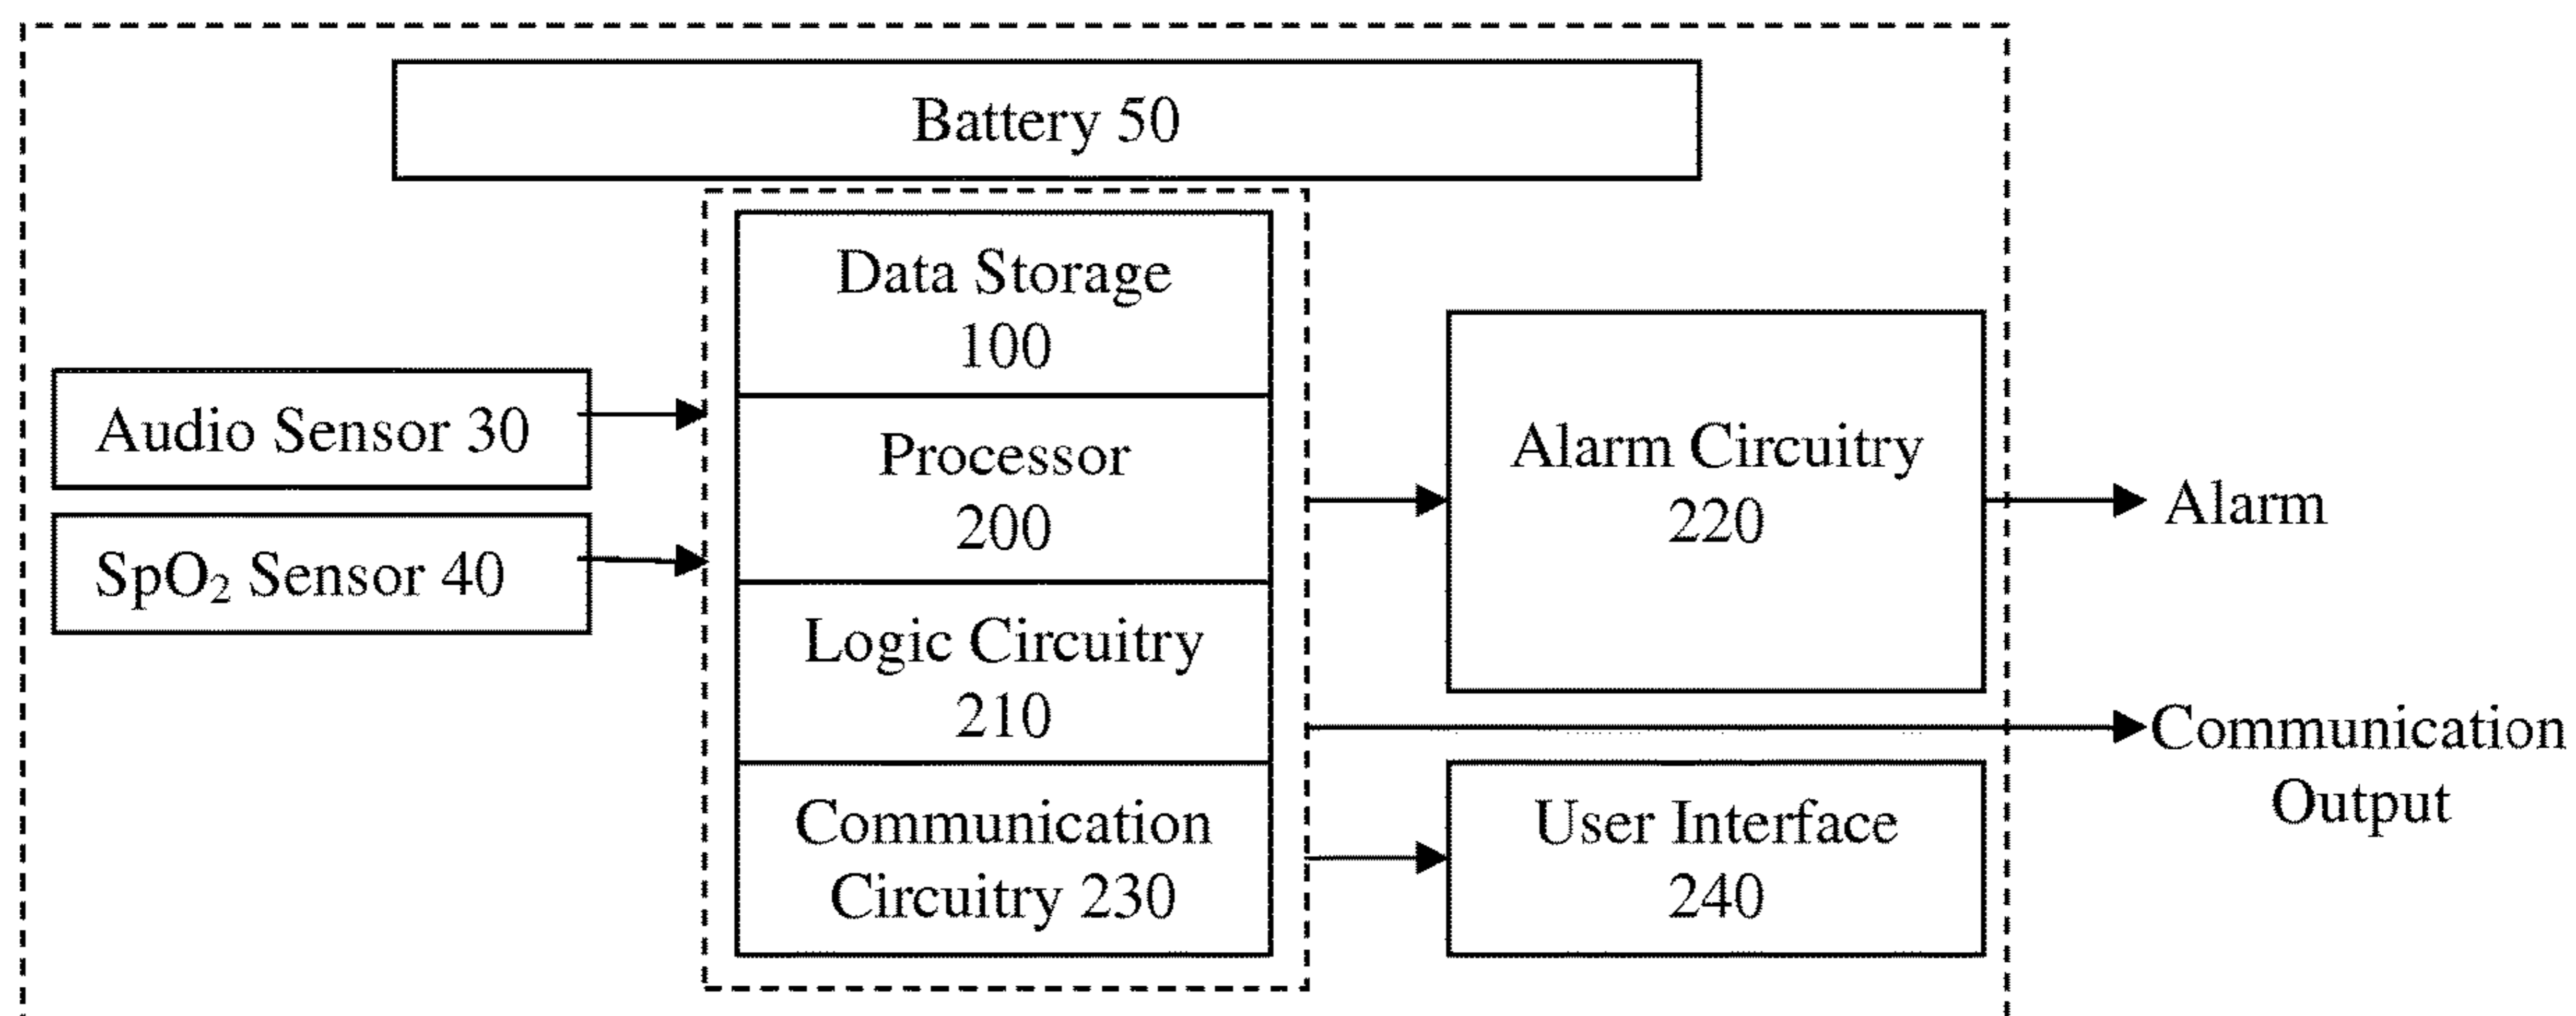 Battery 50
Data Storage
100
Audio Sensor 30
Processor
200
SpO₂ Sensor 40
Logic Circuitry
210
Communication
Circuitry 230
Alarm Circuitry
220
Alarm
Communication
Output
User Interface
240